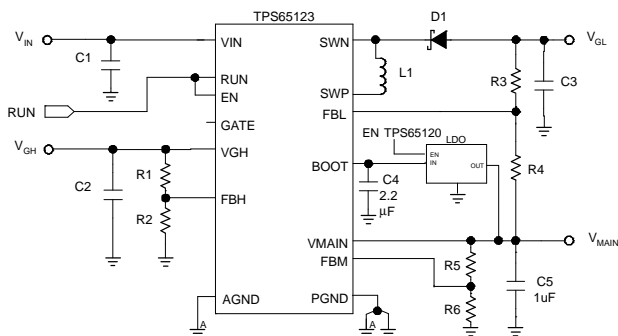 TPS65123
D1
VIN
VIN
SWN
VGL
C1
L1
R3
C3
RUN
EN
SWP
RUN
FBL
GATE
EN TPS65120
LDO
VGH
VGH
EN
IN
OUT
BOOT
R4
R1
C4
2.2
μF
C2
FBH
R2
VMAIN
VMAIN
FBM
R5
C5
1uF
R6
AGND
PGND
A
A